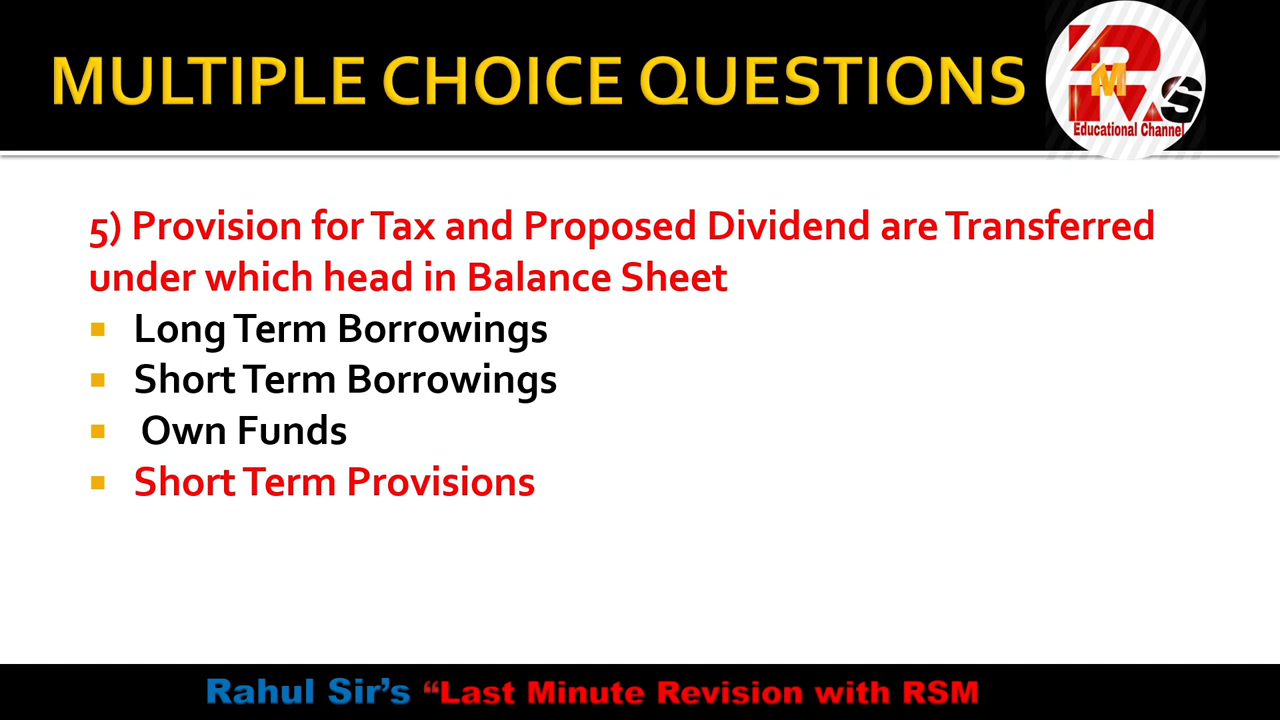 MULTIPLE CHOICE QUESTIONS
RMS
Educational Channel
5) Provision for Tax and Proposed Dividend are Transferred
under which head in Balance Sheet
Long Term Borrowings
Short Term Borrowings
Own Funds
Short Term Provisions
Rahul Sir's “Last Minute Revision with RSM